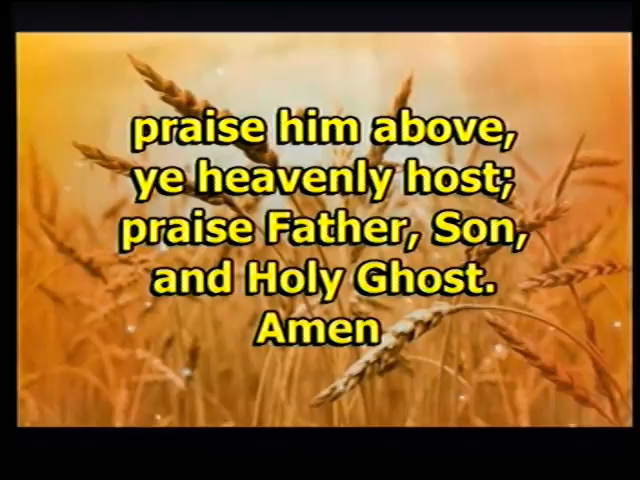 praise him above,
ye heavenly host;
praise Father, Son,
and Holy Ghost.
Amen